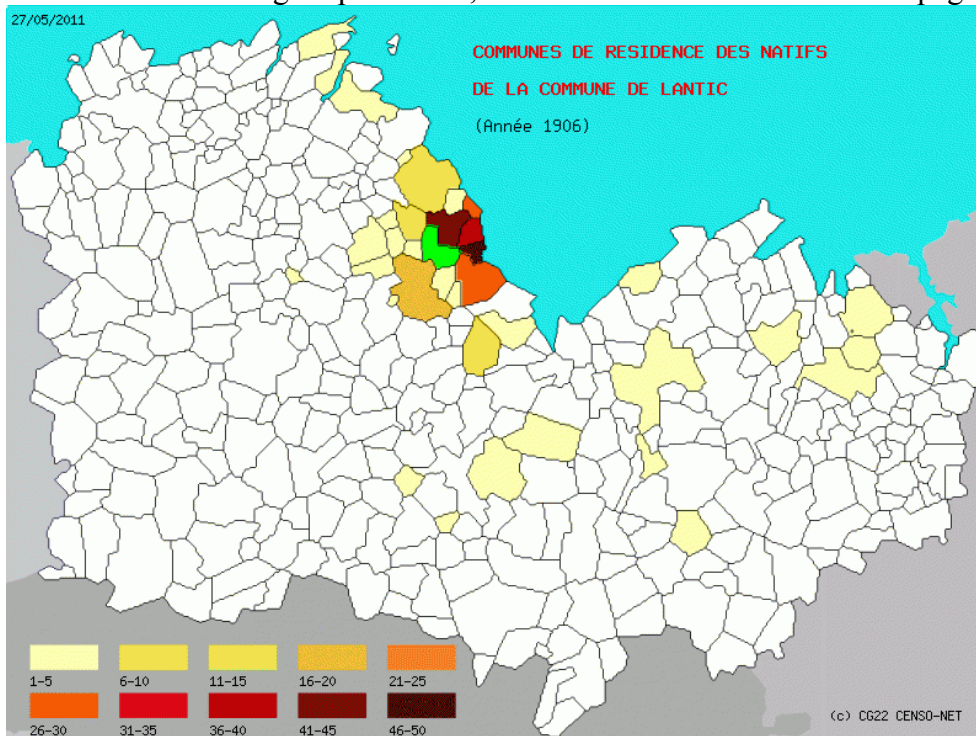 27/05/2011
COMMUNES DE RESIDENCE DES NATIFS
DE LA COMMUNE DE LANTIC
(Année 1906)
1-5 6-10 11-15 16-20 21-25
26-30 31-35 36-40 41-45 46-50
(c) CG22 CENSO-NET